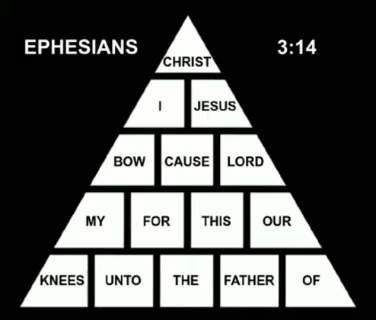 EPHESIANS 3:14
CHRIST
I JESUS
BOW CAUSE LORD
MY FOR THIS OUR
KNEES UNTO THE FATHER OF